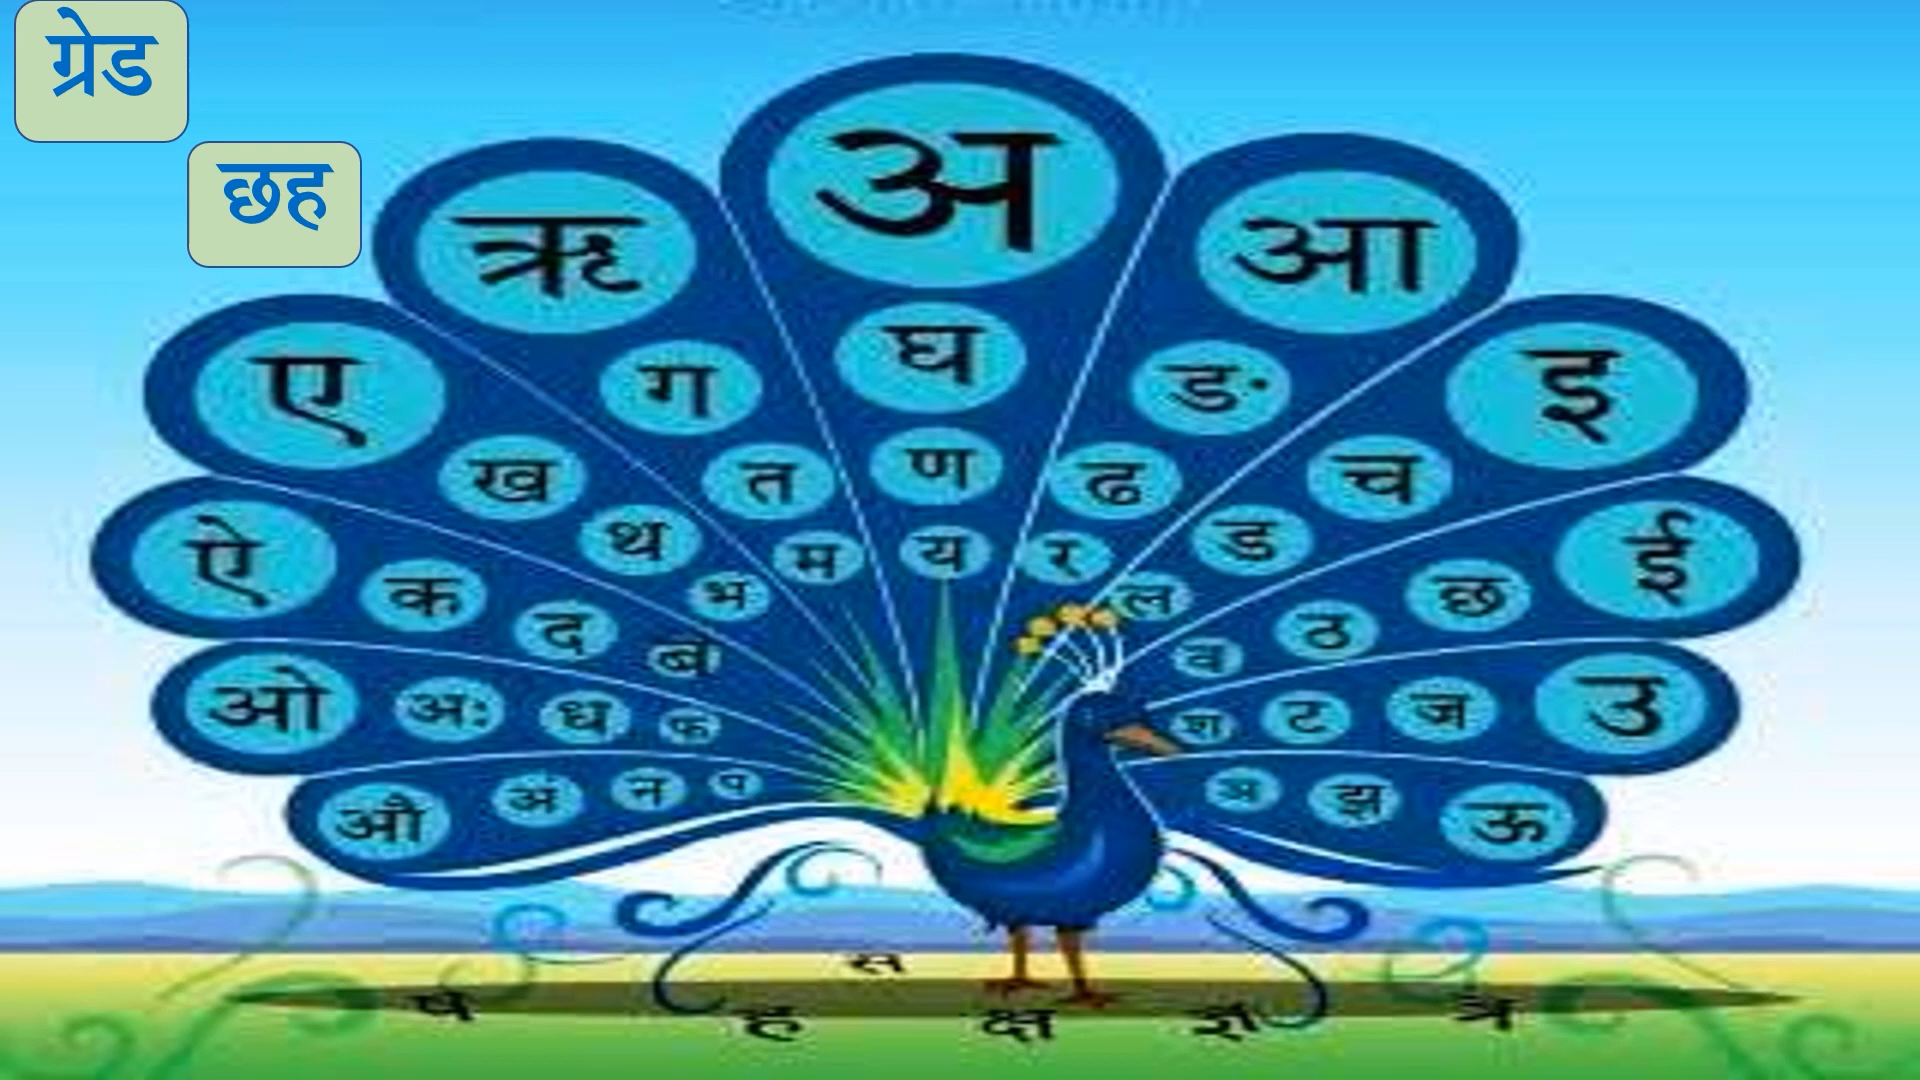 ग्रेड
छह
अ
ऋ आ
ए ग घ ङ इ
ख त ण ढ च
ऐ क थ म य र ड छ ई
द भ ल ठ
ब व
ओ अः ध फ श ट ज उ
औ अं न प झ ऊ
स
ष ह क्ष ज्ञ त्र